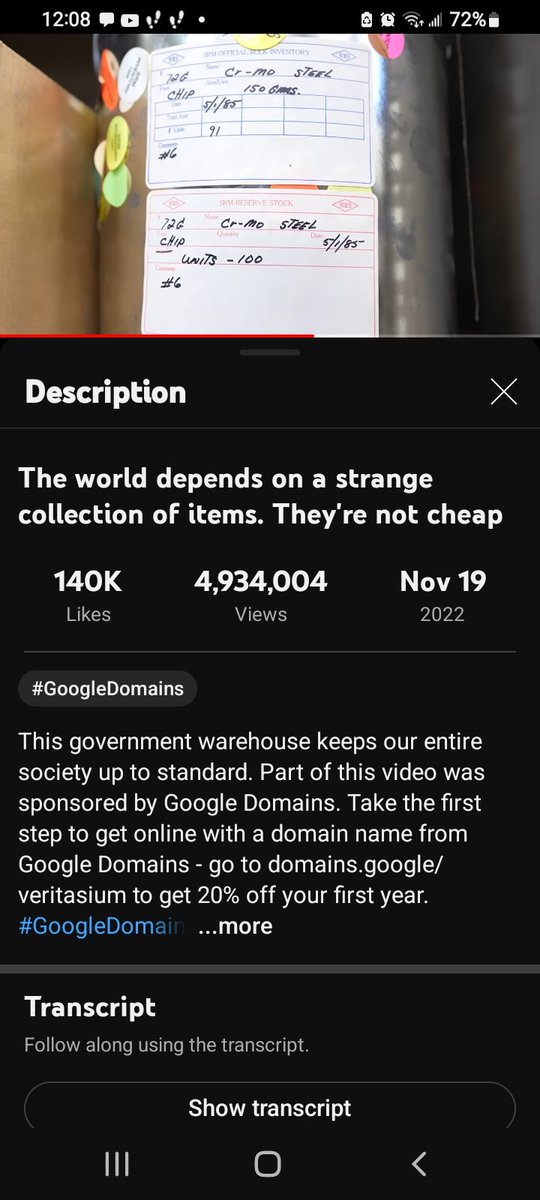 12:08
72%
SRM OFFICIAL BULK INVENTORY
NBS NBS
# 72G Name Cr-Mo STEEL
Form CHIP Amt/Unit 150 GMS.
Date 5/1/85
Total Amt
# Units 91
Comments
#6
SRM RESERVE STOCK
NBS NBS
# 72G Name Cr-Mo STEEL
Form CHIP Quantity Date 5/1/85
UNITS - 100
Comments
#6
Description
The world depends on a strange
collection of items. They're not cheap
140K 4,934,004 Nov 19
Likes Views 2022
#GoogleDomains
This government warehouse keeps our entire
society up to standard. Part of this video was
sponsored by Google Domains. Take the first
step to get online with a domain name from
Google Domains - go to domains.google/
veritasium to get 20% off your first year.
#GoogleDomain ...more
Transcript
Follow along using the transcript.
Show transcript